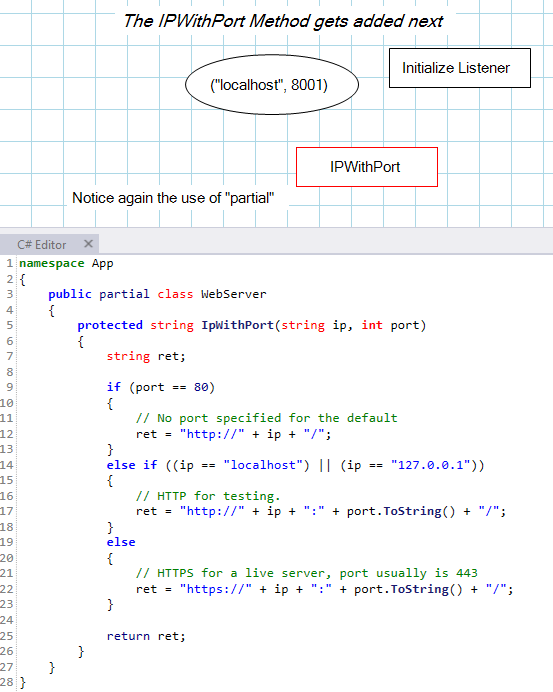 The IPWithPort Method gets added next
("localhost", 8001)
Initialize Listener
IPWithPort
Notice again the use of "partial"
C# Editor ✕
1 namespace App
2 {
3     public partial class WebServer
4     {
5         protected string IpWithPort(string ip, int port)
6         {
7             string ret;
8
9             if (port == 80)
10             {
11                 // No port specified for the default
12                 ret = "http://" + ip + "/";
13             }
14             else if ((ip == "localhost") || (ip == "127.0.0.1"))
15             {
16                 // HTTP for testing.
17                 ret = "http://" + ip + ":" + port.ToString() + "/";
18             }
19             else
20             {
21                 // HTTPS for a live server, port usually is 443
22                 ret = "https://" + ip + ":" + port.ToString() + "/";
23             }
24
25             return ret;
26         }
27     }
28 }